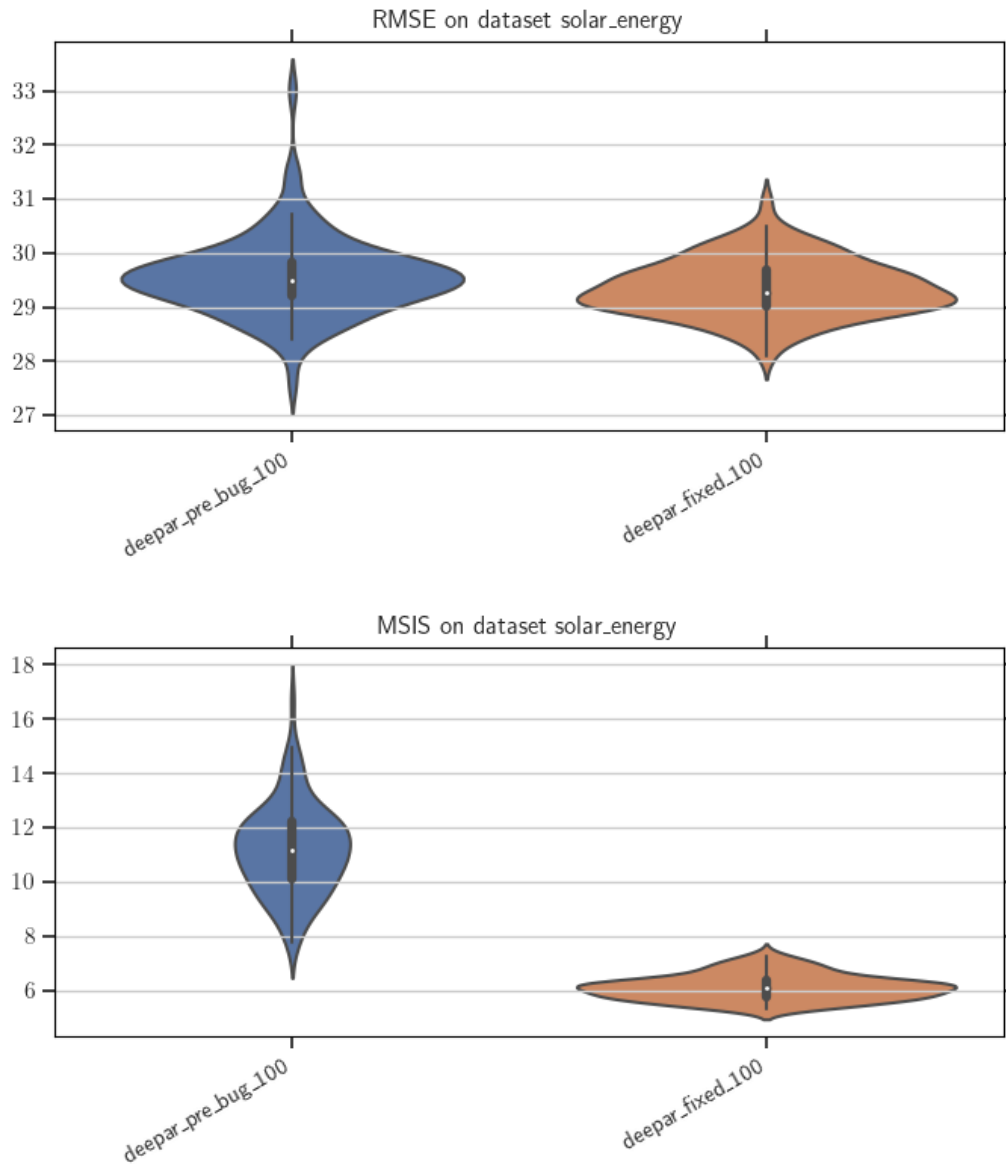 RMSE on dataset solar_energy
33
32
31
30
29
28
27
deepar_pre_bug_100
deepar_fixed_100
MSIS on dataset solar_energy
18
16
14
12
10
8
6
deepar_pre_bug_100
deepar_fixed_100